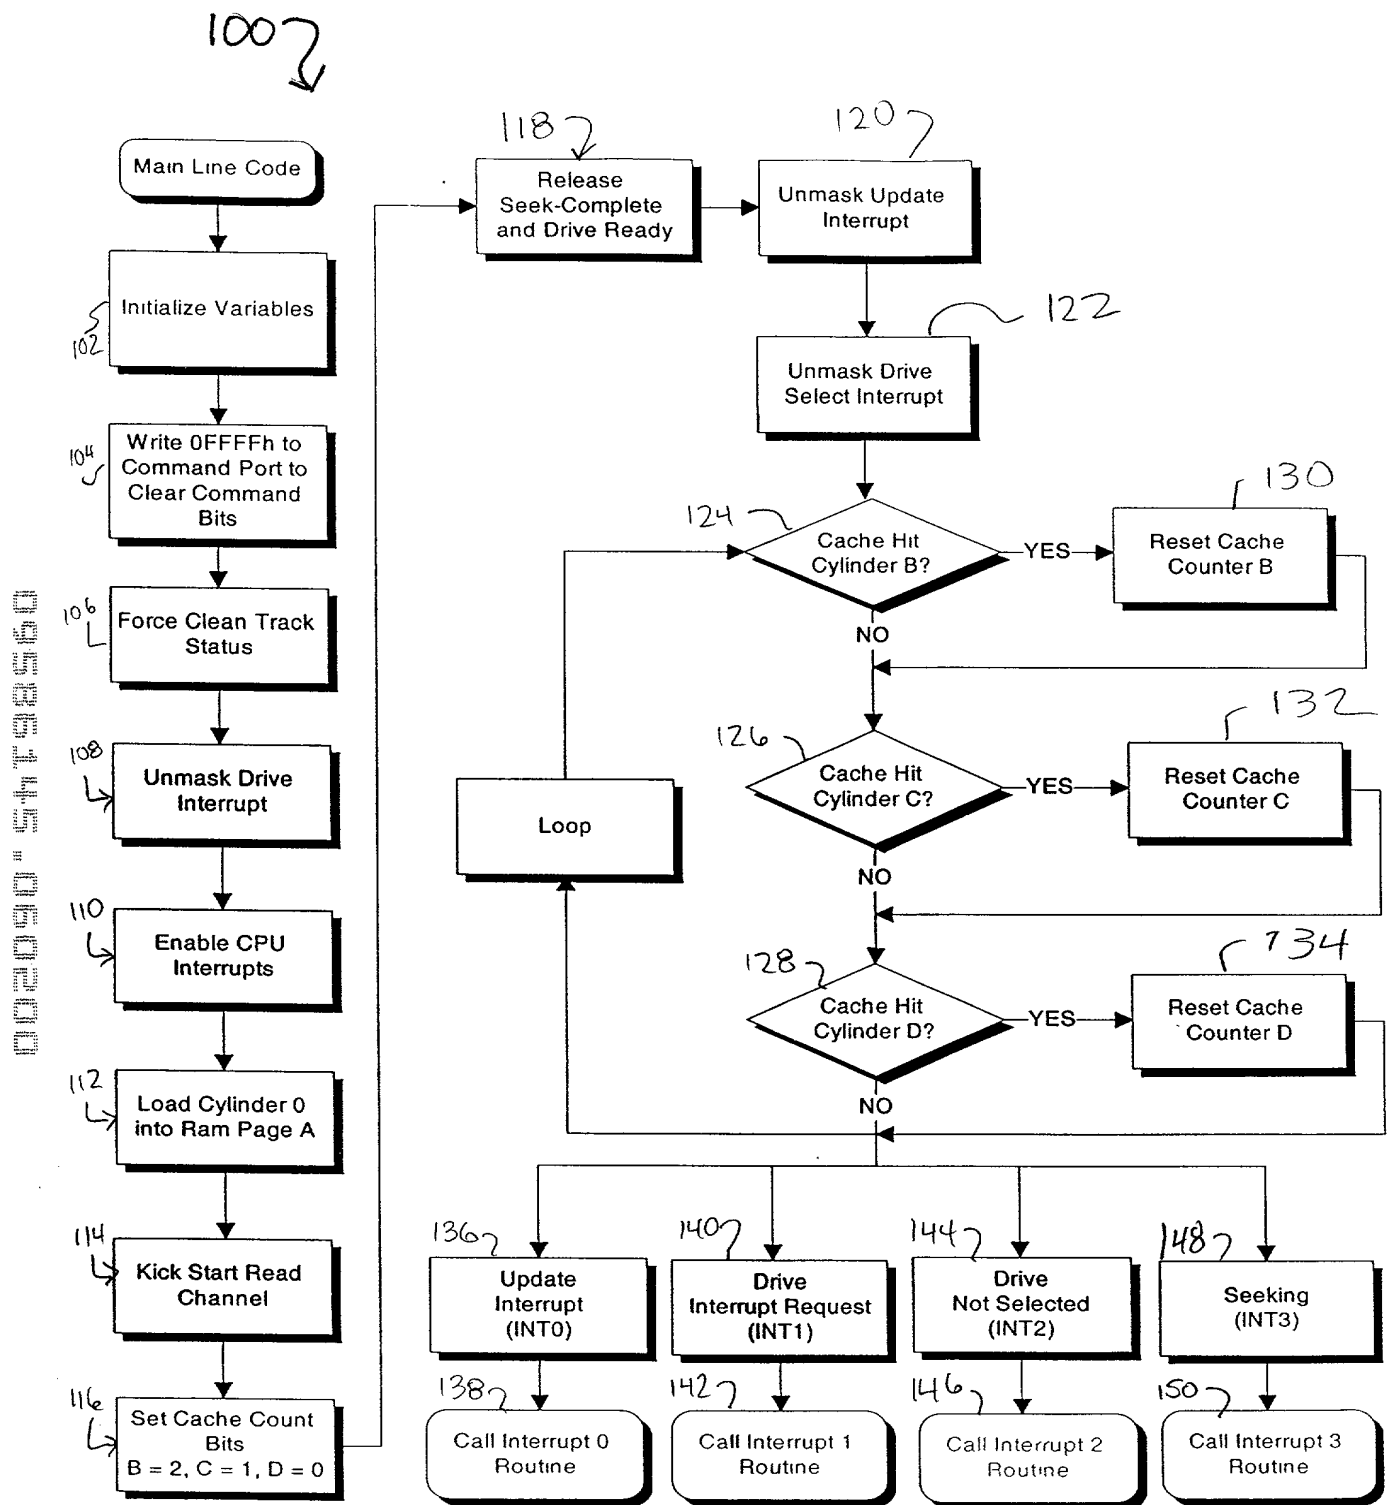 100
Main Line Code
Initialize Variables
102
Write 0FFFFh to
Command Port to
Clear Command
Bits
104
Force Clean Track
Status
106
Unmask Drive
Interrupt
108
Enable CPU
Interrupts
110
Load Cylinder 0
into Ram Page A
112
Kick Start Read
Channel
114
Set Cache Count
Bits
B = 2, C = 1, D = 0
116
118
Release
Seek-Complete
and Drive Ready
120
Unmask Update
Interrupt
122
Unmask Drive
Select Interrupt
124
Cache Hit
Cylinder B?
YES
NO
130
Reset Cache
Counter B
126
Cache Hit
Cylinder C?
YES
NO
132
Reset Cache
Counter C
Loop
128
Cache Hit
Cylinder D?
YES
NO
134
Reset Cache
Counter D
136
Update
Interrupt
(INT0)
138
Call Interrupt 0
Routine
140
Drive
Interrupt Request
(INT1)
142
Call Interrupt 1
Routine
144
Drive
Not Selected
(INT2)
146
Call Interrupt 2
Routine
148
Seeking
(INT3)
150
Call Interrupt 3
Routine
09586145.060200